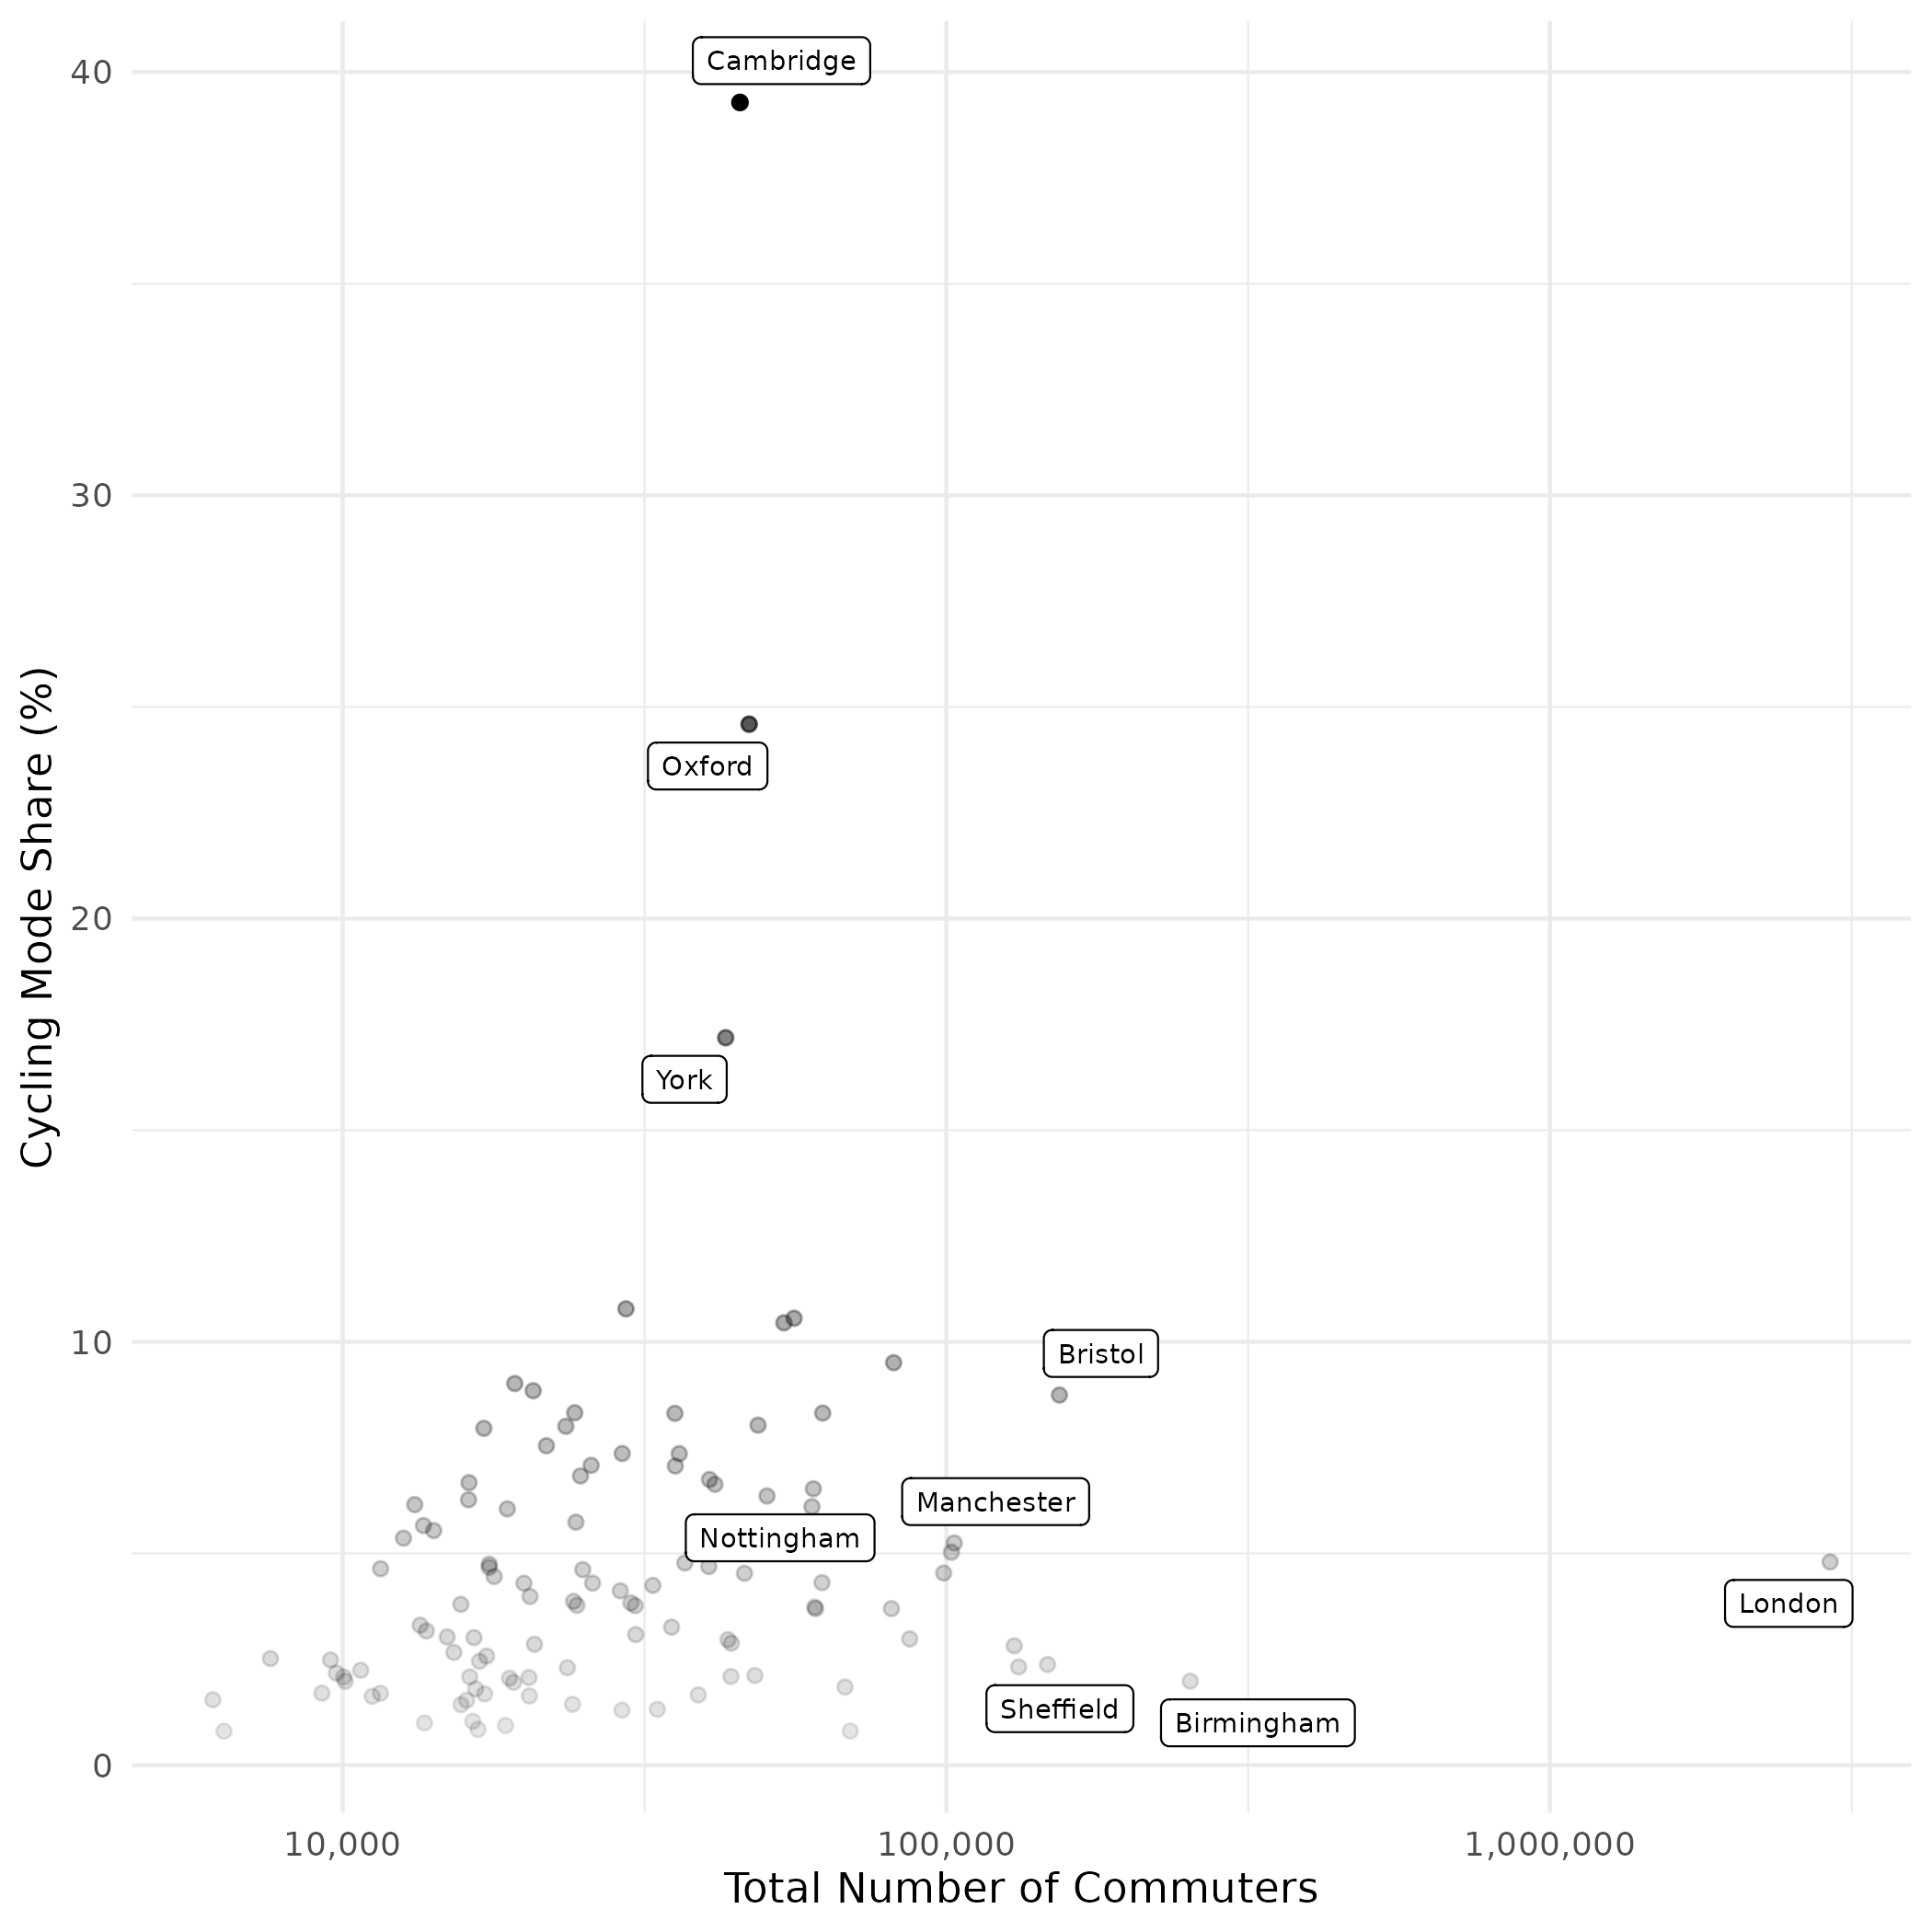 Cambridge
40
30
Oxford
20
York
10
Bristol
Manchester
Nottingham
London
Sheffield
Birmingham
0
10,000
100,000
1,000,000
Total Number of Commuters
Cycling Mode Share (%)